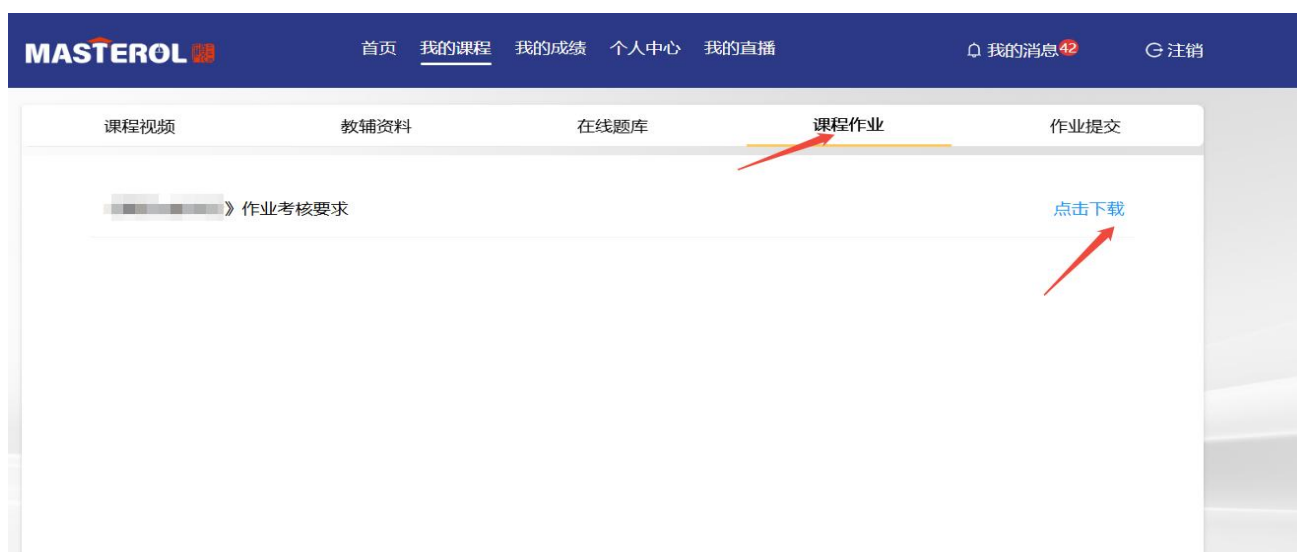 MASTEROL 首页 我的课程 我的成绩 个人中心 我的直播 我的消息 42 注销
课程视频 教辅资料 在线题库 课程作业 作业提交
》作业考核要求 点击下载